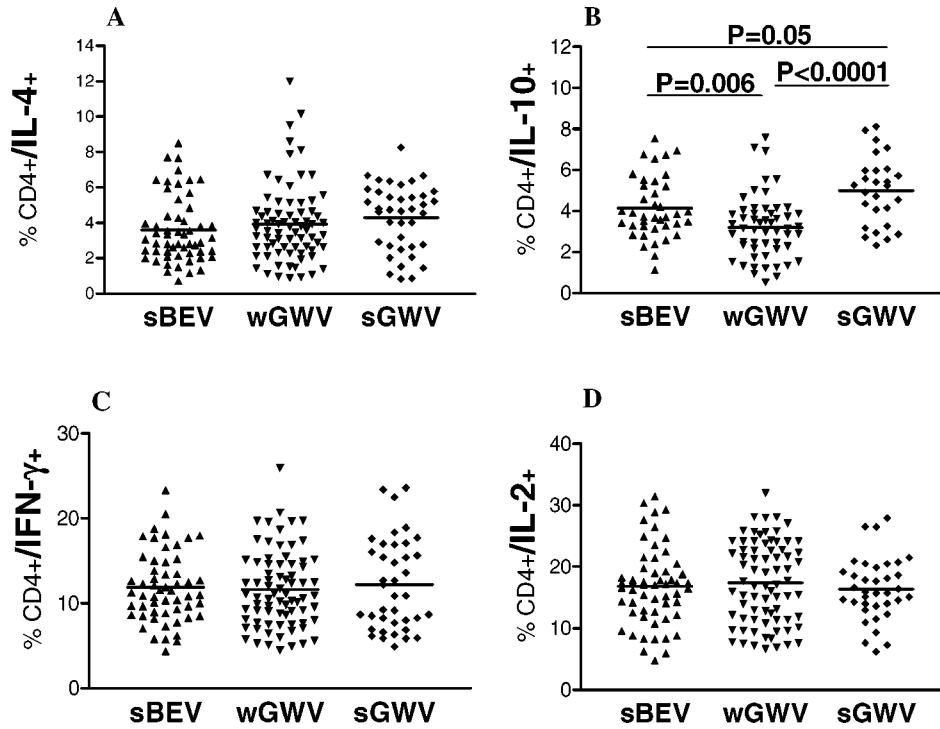 A
% CD4+/IL-4+
14
12
10
8
6
4
2
0
sBEV wGWV sGWV
B
% CD4+/IL-10+
12
10
8
6
4
2
0
P=0.05
P=0.006
P<0.0001
sBEV wGWV sGWV
C
% CD4+/IFN-γ+
30
20
10
0
sBEV wGWV sGWV
D
% CD4+/IL-2+
40
30
20
10
0
sBEV wGWV sGWV